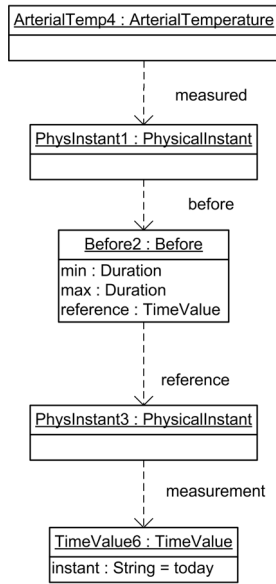 ArterialTemp4 : ArterialTemperature
measured
PhysInstant1 : PhysicalInstant
before
Before2 : Before
min : Duration
max : Duration
reference : TimeValue
reference
PhysInstant3 : PhysicalInstant
measurement
TimeValue6 : TimeValue
instant : String = today